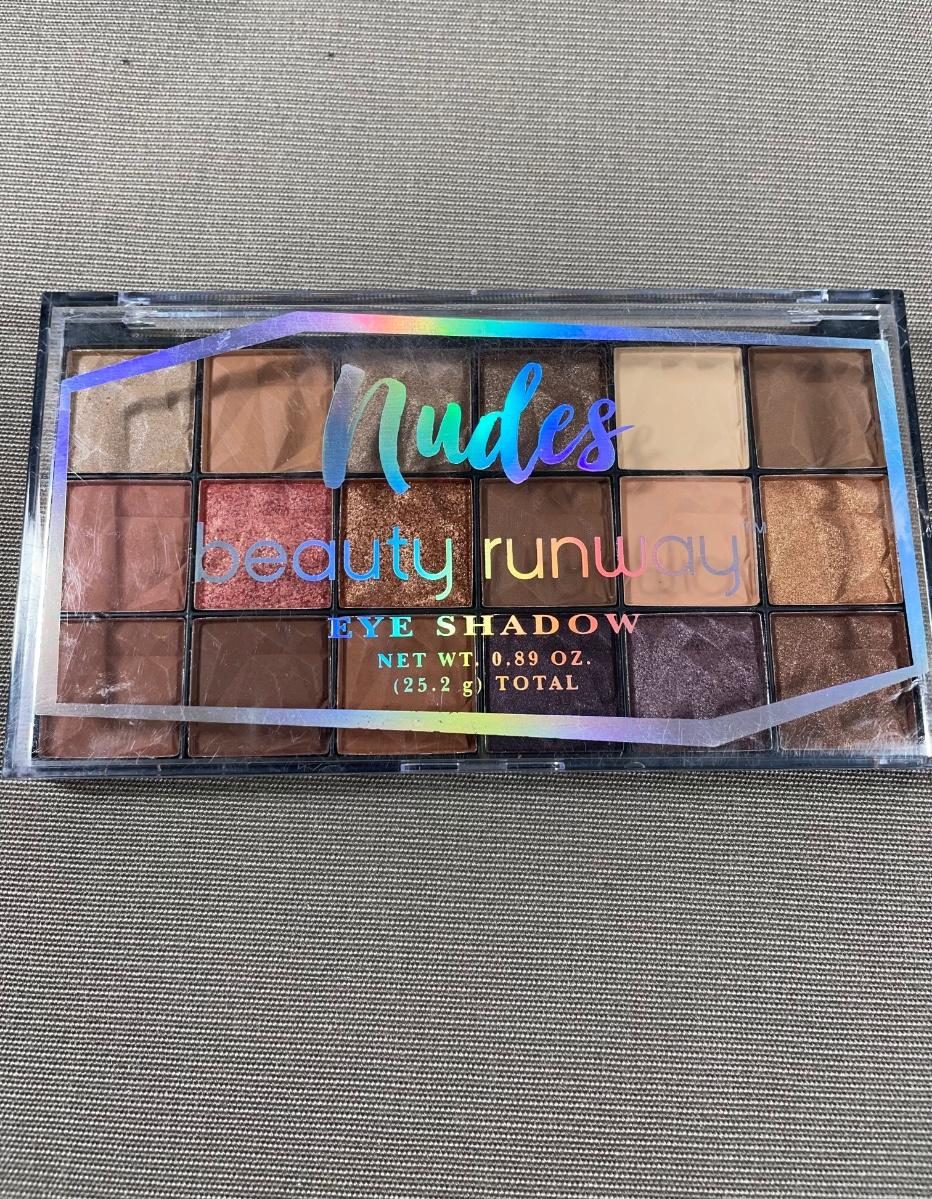 Nudes
beauty runway™
EYE SHADOW
NET WT. 0.89 OZ.
(25.2 g) TOTAL